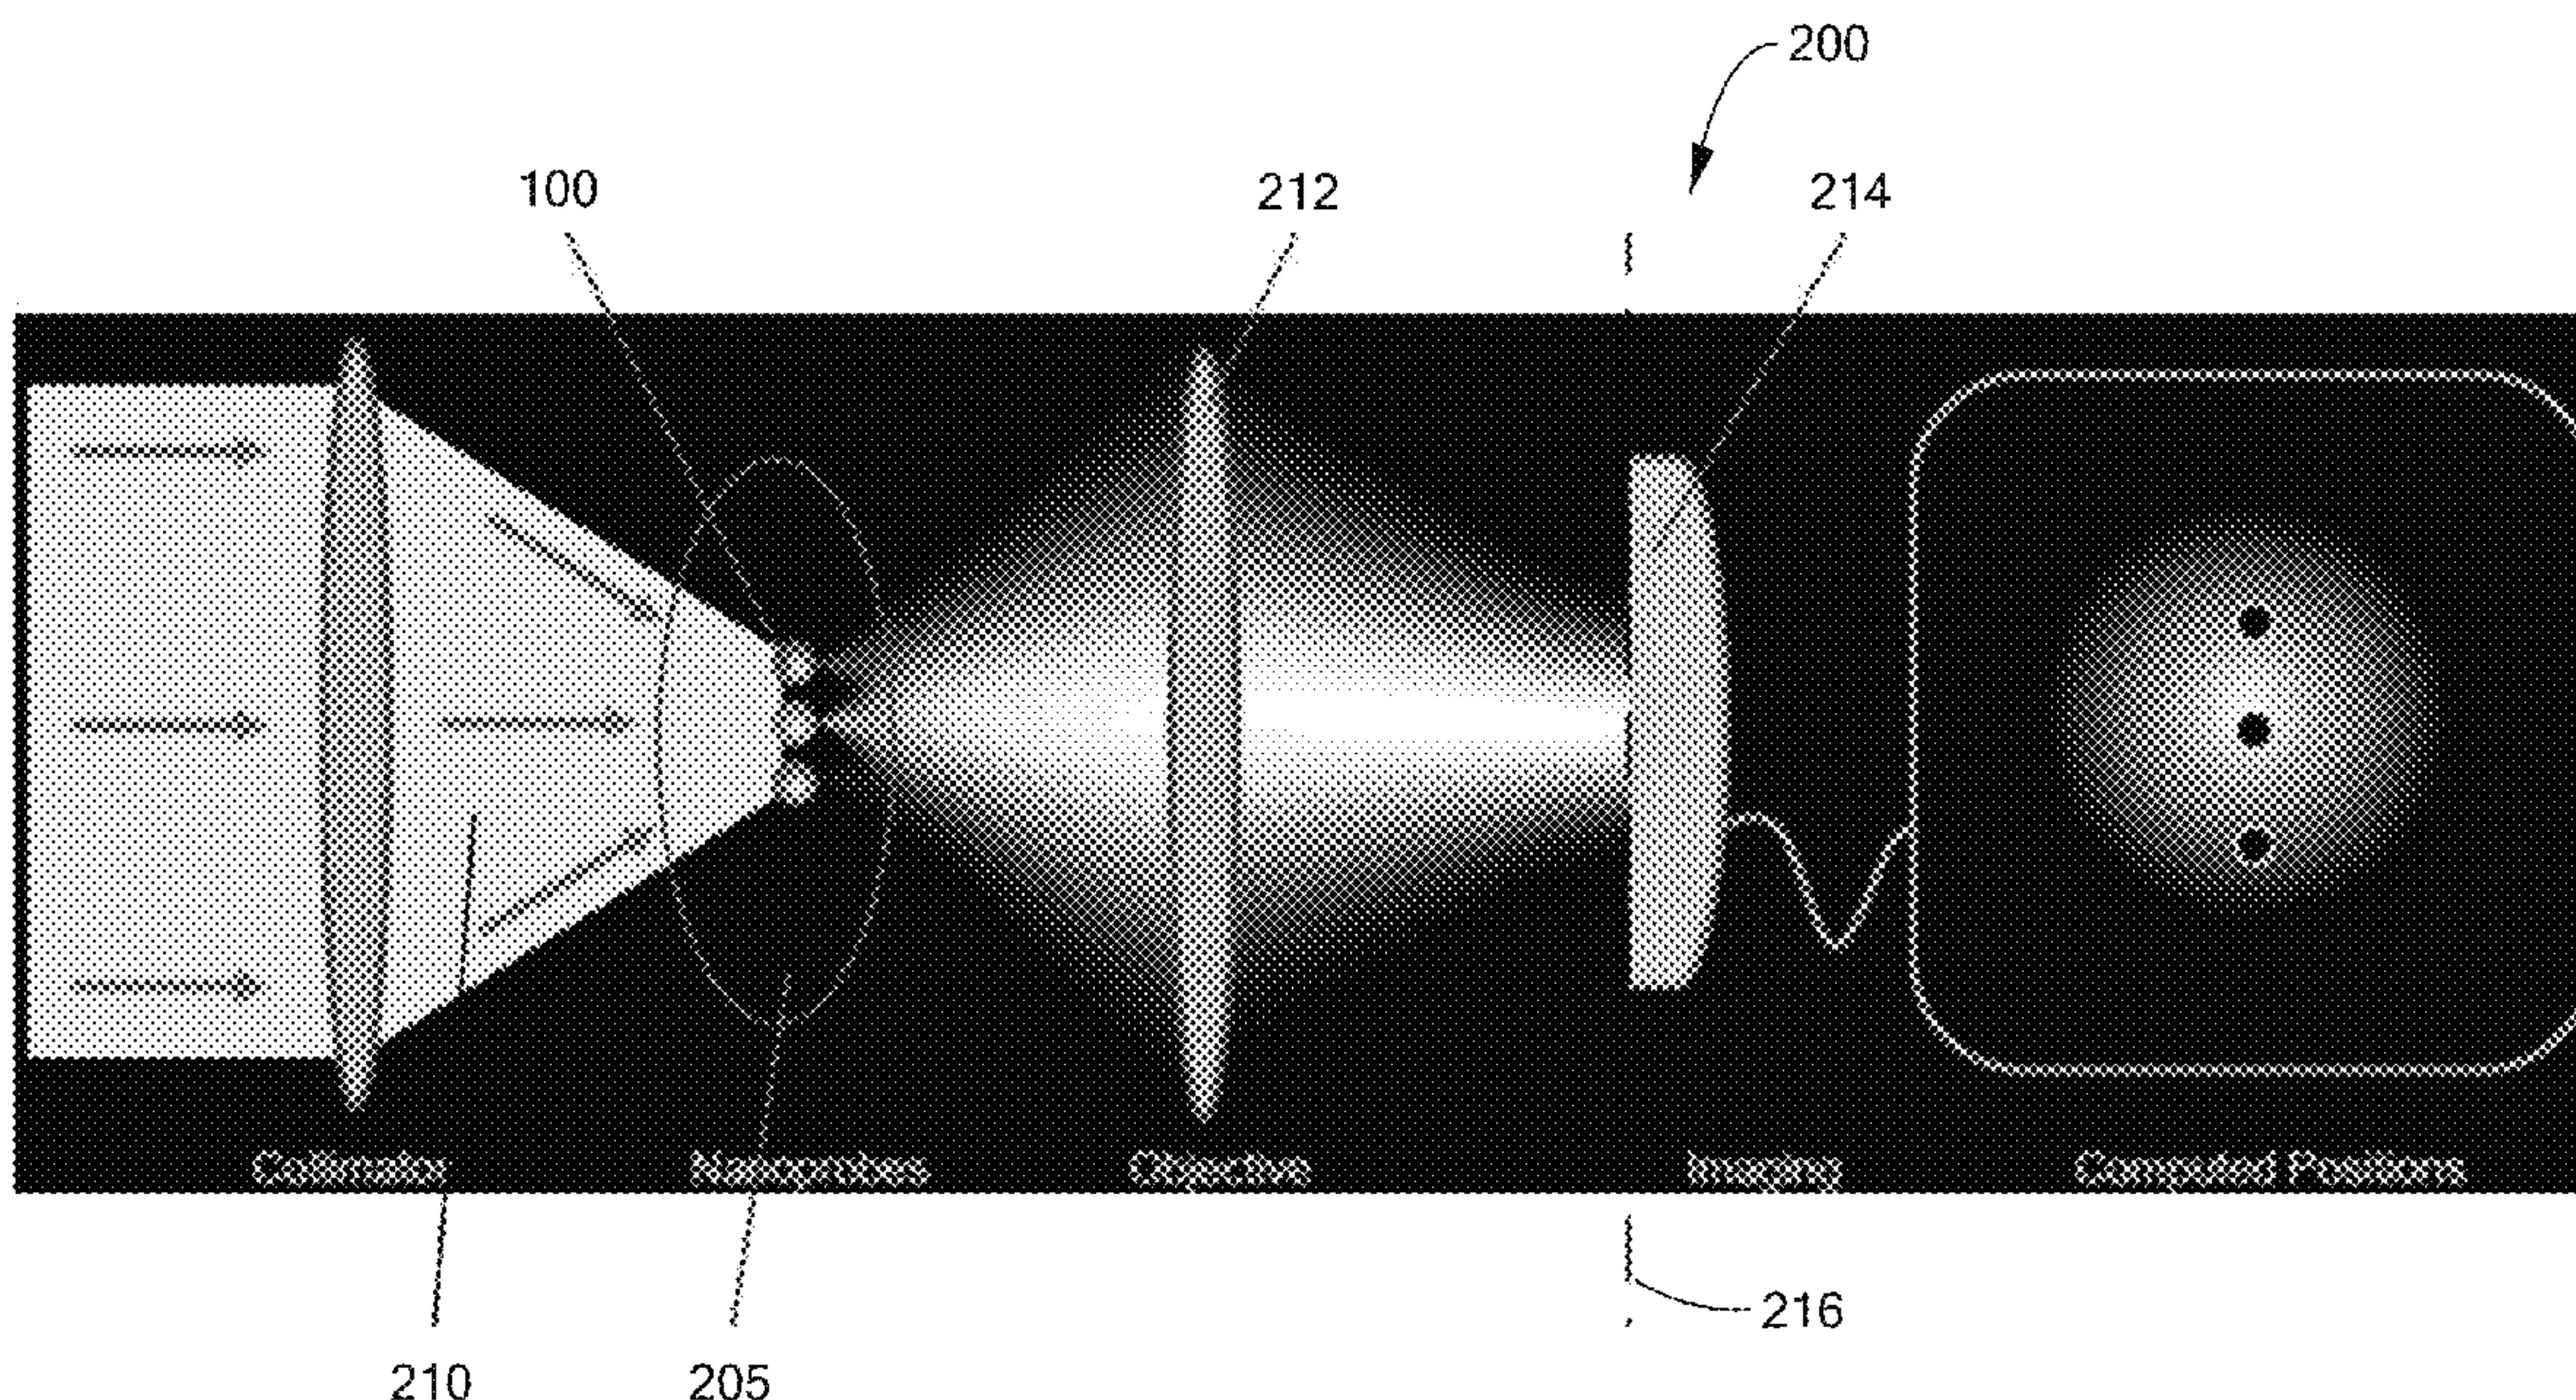 200
100
212
214
Collimator
Nanoprobes
Objective
Imaging
Computed Positions
216
210
205